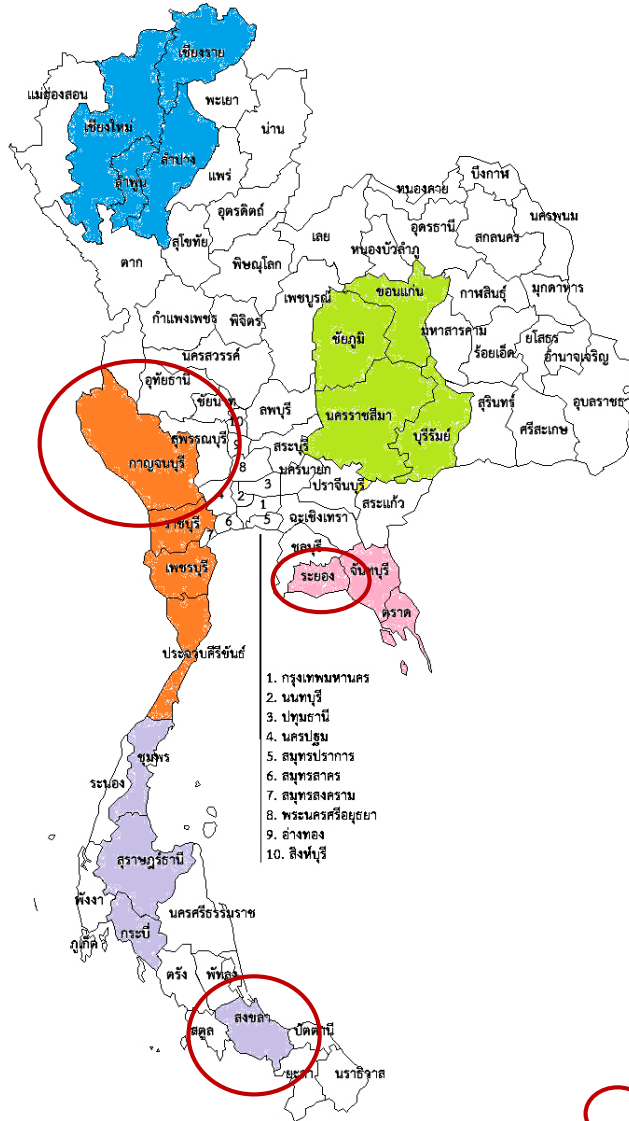 เชียงราย
แม่ฮ่องสอน
พะเยา
เชียงใหม่
น่าน
ลำปาง
แพร่
ลำพูน
บึงกาฬ
หนองคาย
อุตรดิตถ์
นครพนม
อุดรธานี
เลย
สกลนคร
สุโขทัย
หนองบัวลำภู
ตาก
พิษณุโลก
ขอนแก่น
กาฬสินธุ์
มุกดาหาร
เพชรบูรณ์
กำแพงเพชร
พิจิตร
มหาสารคาม
ชัยภูมิ
ยโสธร
ร้อยเอ็ด
อำนาจเจริญ
นครสวรรค์
อุทัยธานี
ชัยนาท
ลพบุรี
สุรินทร์
อุบลราชธา
นครราชสีมา
10
ศรีสะเกษ
สุพรรณบุรี
9
สระบุรี
บุรีรัมย์
กาญจนบุรี
8
นครนายก
3
ปราจีนบุรี
4
2
สระแก้ว
1
ราชบุรี
6
5
ฉะเชิงเทรา
7
ชลบุรี
เพชรบุรี
ระยอง
จันทบุรี
ตราด
ประจวบคีรีขันธ์
1. กรุงเทพมหานคร
2. นนทบุรี
3. ปทุมธานี
4. นครปฐม
5. สมุทรปราการ
6. สมุทรสาคร
7. สมุทรสงคราม
8. พระนครศรีอยุธยา
9. อ่างทอง
10. สิงห์บุรี
ชุมพร
ระนอง
สุราษฎร์ธานี
พังงา
นครศรีธรรมราช
กระบี่
ภูเก็ต
ตรัง
พัทลุง
สงขลา
สตูล
ปัตตานี
ยะลา
นราธิวาส